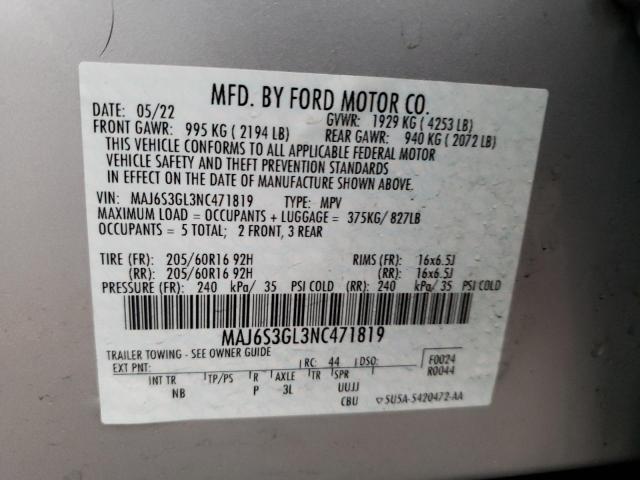 MFD. BY FORD MOTOR CO.
DATE: 05/22 GVWR: 1929 KG ( 4253 LB)
FRONT GAWR: 995 KG ( 2194 LB) REAR GAWR: 940 KG ( 2072 LB)
THIS VEHICLE CONFORMS TO ALL APPLICABLE FEDERAL MOTOR
VEHICLE SAFETY AND THEFT PREVENTION STANDARDS
IN EFFECT ON THE DATE OF MANUFACTURE SHOWN ABOVE.
VIN: MAJ6S3GL3NC471819 TYPE: MPV
MAXIMUM LOAD = OCCUPANTS + LUGGAGE = 375KG/ 827LB
OCCUPANTS = 5 TOTAL; 2 FRONT, 3 REAR
TIRE (FR): 205/60R16 92H RIMS (FR): 16x6.5J
(RR): 205/60R16 92H (RR): 16x6.5J
PRESSURE (FR): 240 kPa/ 35 PSI COLD (RR): 240 kPa/ 35 PSI COLD
MAJ6S3GL3NC471819
TRAILER TOWING - SEE OWNER GUIDE
EXT PNT: RC: 44 DSO: F0024
R0044
INT TR TP/PS R AXLE TR SPR
NB P 3L UUJJ
CBU 5U5A-5420472-AA